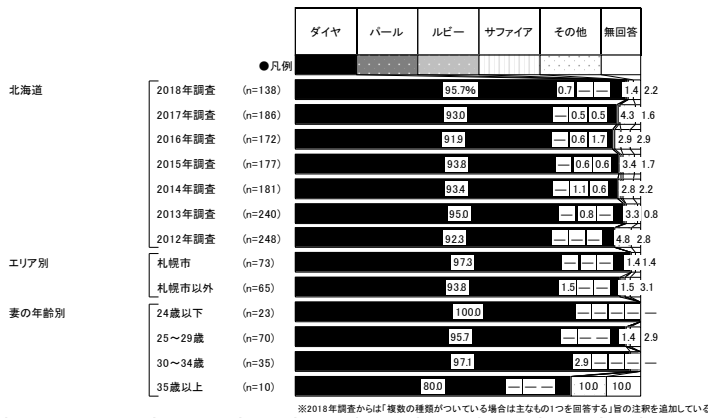 ダイヤ パール ルビー サファイア その他 無回答
●凡例
北海道 2018年調査 (n=138) 95.7% 0.7 — — 1.4 2.2
2017年調査 (n=186) 93.0 — 0.5 0.5 4.3 1.6
2016年調査 (n=172) 91.9 — 0.6 1.7 2.9 2.9
2015年調査 (n=177) 93.8 — 0.6 0.6 3.4 1.7
2014年調査 (n=181) 93.4 — 1.1 0.6 2.8 2.2
2013年調査 (n=240) 95.0 — 0.8 — 3.3 0.8
2012年調査 (n=248) 92.3 — — — 4.8 2.8
エリア別 札幌市 (n=73) 97.3 — — — 1.4 1.4
札幌市以外 (n=65) 93.8 1.5 — — 1.5 3.1
妻の年齢別 24歳以下 (n=23) 100.0 — — — — —
25～29歳 (n=70) 95.7 — — — 1.4 2.9
30～34歳 (n=35) 97.1 2.9 — — — —
35歳以上 (n=10) 80.0 — — — 10.0 10.0
※2018年調査からは「複数の種類がついている場合は主なもの1つを回答する」旨の注釈を追加している